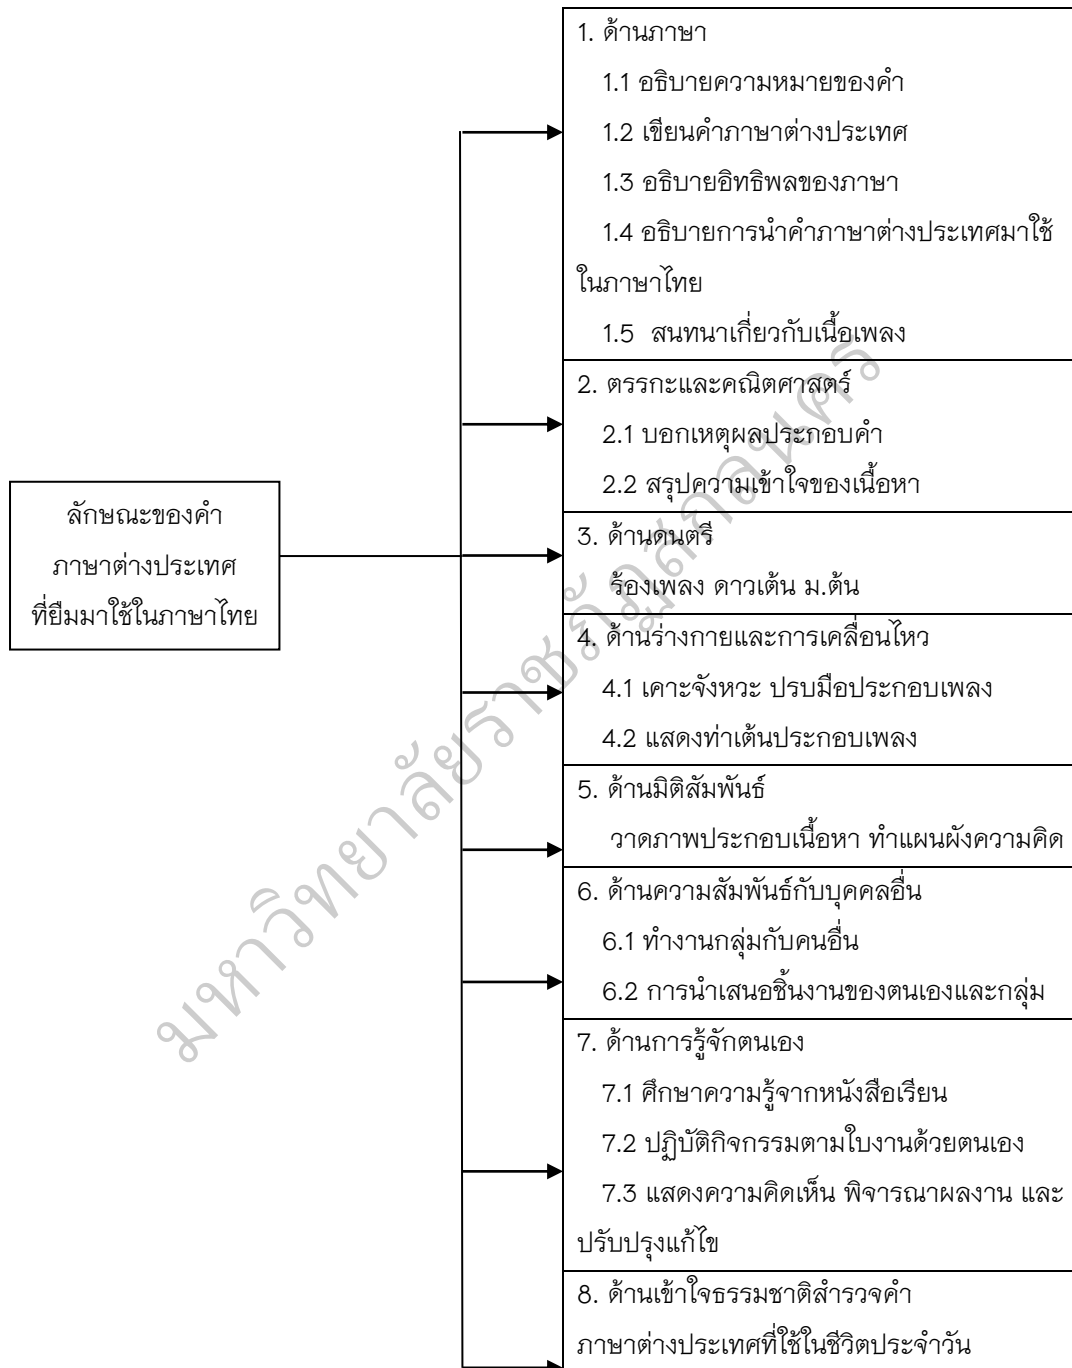 1. ด้านภาษา
1.1 อธิบายความหมายของคำ
1.2 เขียนคำภาษาต่างประเทศ
1.3 อธิบายอิทธิพลของภาษา
1.4 อธิบายการนำคำภาษาต่างประเทศมาใช้
ในภาษาไทย
1.5 สนทนาเกี่ยวกับเนื้อเพลง
2. ตรรกะและคณิตศาสตร์
2.1 บอกเหตุผลประกอบคำ
2.2 สรุปความเข้าใจของเนื้อหา
ลักษณะของคำ
ภาษาต่างประเทศ
ที่ยืมมาใช้ในภาษาไทย
3. ด้านดนตรี
ร้องเพลง ดาวเต้น ม.ต้น
4. ด้านร่างกายและการเคลื่อนไหว
4.1 เคาะจังหวะ ปรบมือประกอบเพลง
4.2 แสดงท่าเต้นประกอบเพลง
5. ด้านมิติสัมพันธ์
วาดภาพประกอบเนื้อหา ทำแผนผังความคิด
6. ด้านความสัมพันธ์กับบุคคลอื่น
6.1 ทำงานกลุ่มกับคนอื่น
6.2 การนำเสนอชิ้นงานของตนเองและกลุ่ม
7. ด้านการรู้จักตนเอง
7.1 ศึกษาความรู้จากหนังสือเรียน
7.2 ปฏิบัติกิจกรรมตามใบงานด้วยตนเอง
7.3 แสดงความคิดเห็น พิจารณาผลงาน และ
ปรับปรุงแก้ไข
8. ด้านเข้าใจธรรมชาติสำรวจคำ
ภาษาต่างประเทศที่ใช้ในชีวิตประจำวัน
มหาวิทยาลัยราชภัฏสกลนคร